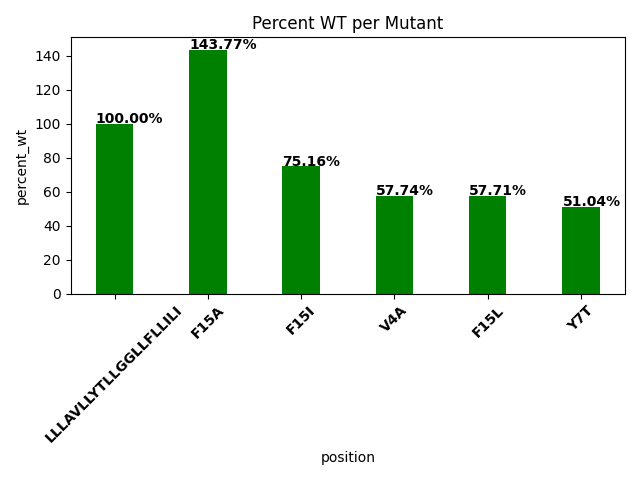 Percent WT per Mutant
percent_wt
140
120
100
80
60
40
20
0
100.00%
143.77%
75.16%
57.74%
57.71%
51.04%
LLLAVLLYTLLGGLLFLLILI
F15A
F15I
V4A
F15L
Y7T
position